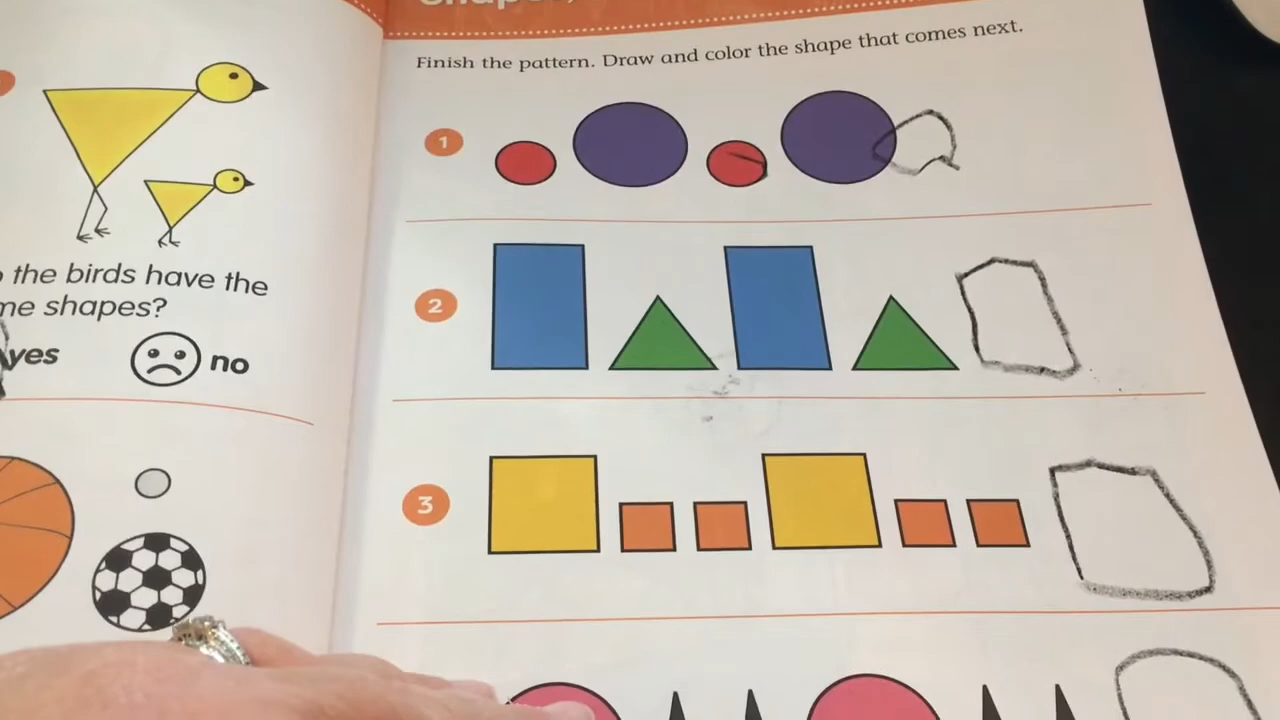 Shapes,
Finish the pattern. Draw and color the shape that comes next.
1
the birds have the
shapes?
yes
no
2
3